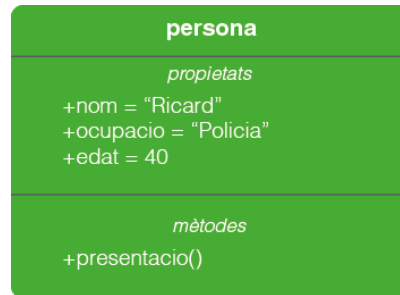 persona
propietats
+nom = “Ricard”
+ocupacio = “Policia”
+edat = 40
mètodes
+presentacio()